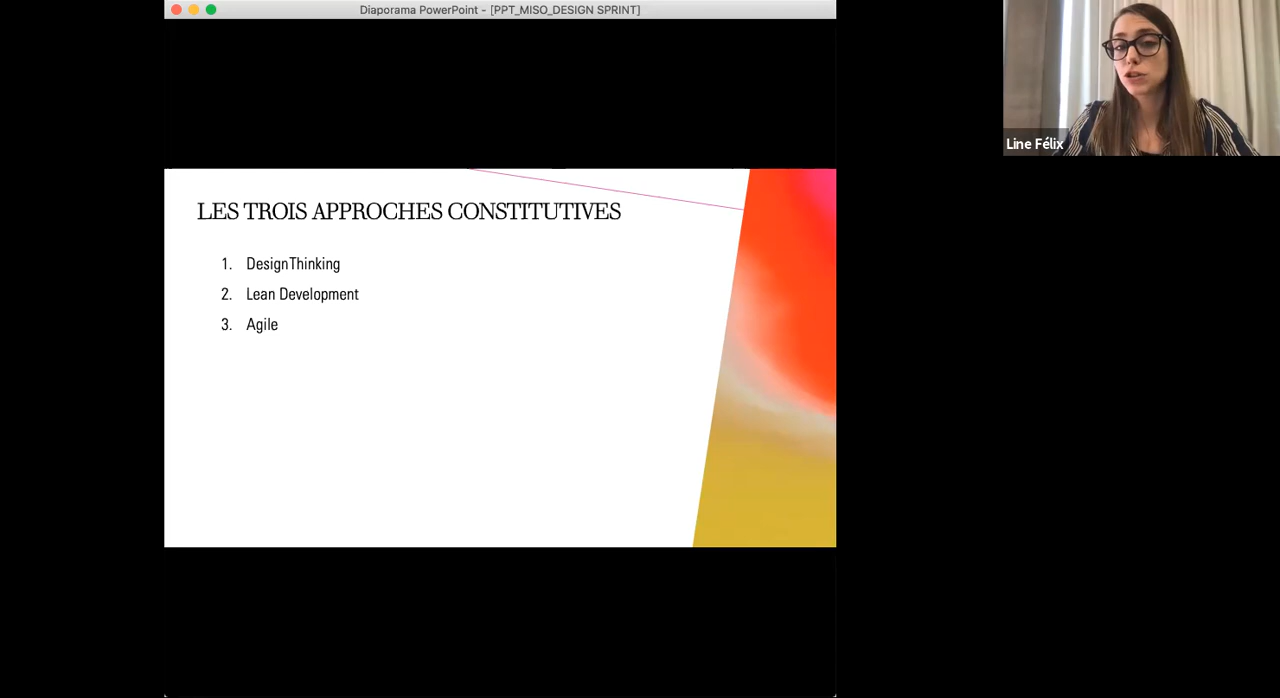 Diaporama PowerPoint - [PPT_MISO_DESIGN SPRINT]
Line Félix
LES TROIS APPROCHES CONSTITUTIVES
1. DesignThinking
2. Lean Development
3. Agile